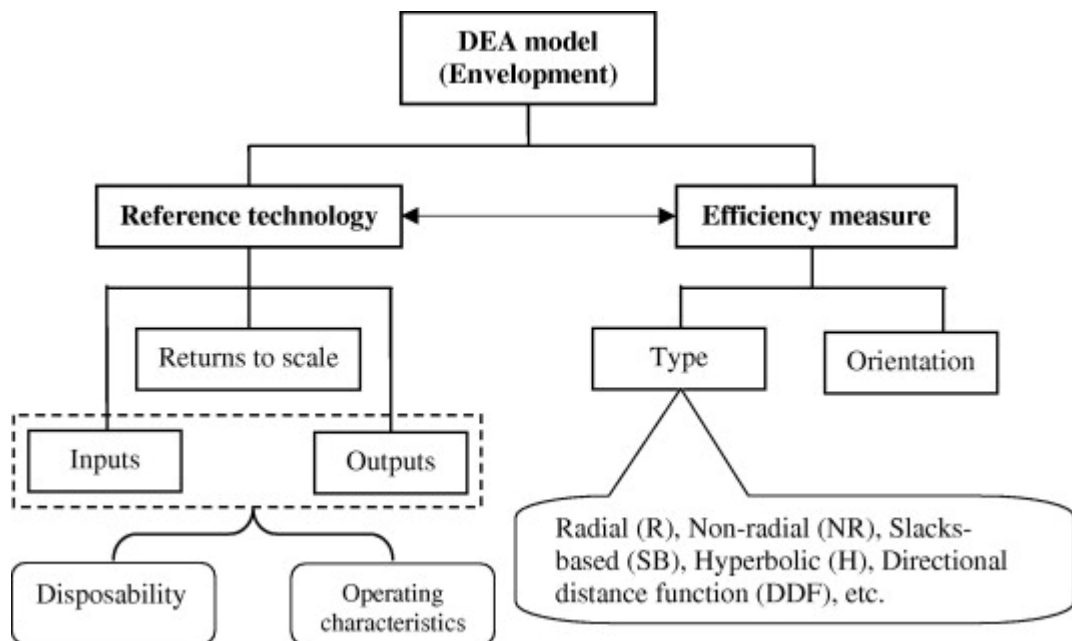 DEA model
(Envelopment)
Reference technology
Efficiency measure
Returns to scale
Type
Orientation
Inputs
Outputs
Radial (R), Non-radial (NR), Slacks-
based (SB), Hyperbolic (H), Directional
distance function (DDF), etc.
Disposability
Operating
characteristics